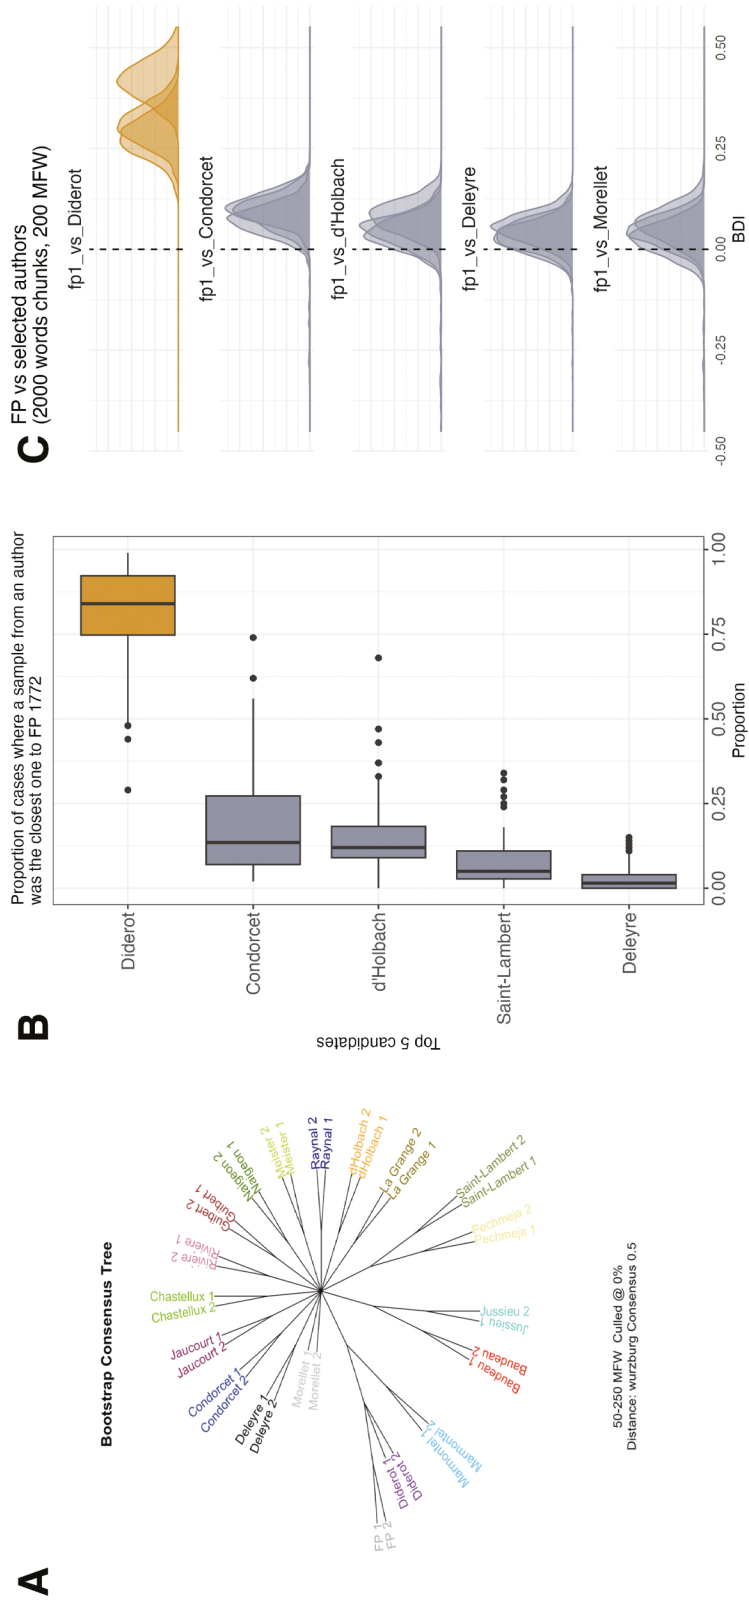 A
Bootstrap Consensus Tree
FP 1
FP 2
Diderot 1
Diderot 2
Marmontel 1
Marmontel 2
Baudeau 1
Baudeau 2
Jussieu 1
Jussieu 2
Pechmeja 1
Pechmeja 2
Saint-Lambert 1
Saint-Lambert 2
La Grange 1
La Grange 2
dHolbach 1
dHolbach 2
Raynal 1
Raynal 2
Meister 1
Meister 2
Naigeon 1
Naigeon 2
Guibert 1
Guibert 2
Riviere 1
Riviere 2
Chastellux 1
Chastellux 2
Jaucourt 1
Jaucourt 2
Condorcet 1
Condorcet 2
Deleyre 1
Deleyre 2
Morellet 1
Morellet 2
50-250 MFW Culled @ 0%
Distance: wurzburg Consensus 0.5
B
Proportion of cases where a sample from an author
was the closest one to FP 1772
Top 5 candidates
Diderot
Condorcet
d'Holbach
Saint-Lambert
Deleyre
0.00
0.25
0.50
0.75
1.00
Proportion
C
FP vs selected authors
(2000 words chunks, 200 MFW)
fp1_vs_Diderot
fp1_vs_Condorcet
fp1_vs_d'Holbach
fp1_vs_Deleyre
fp1_vs_Morellet
-0.50
-0.25
0.00
0.25
0.50
BDI